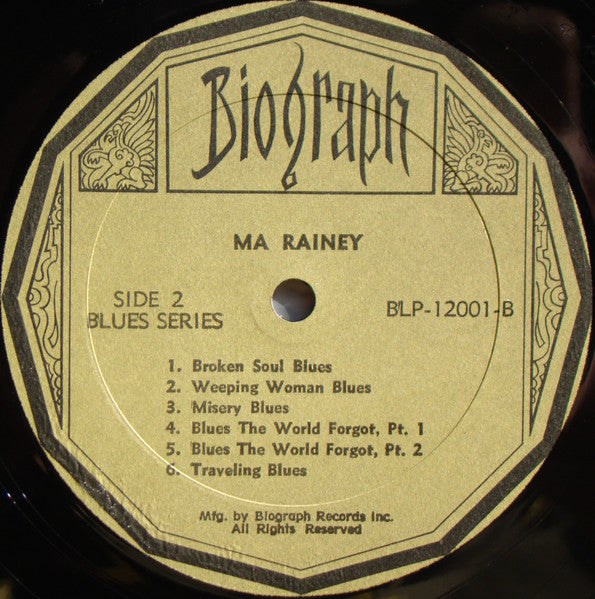 Biograph
MA RAINEY
SIDE 2
BLUES SERIES
BLP-12001-B
1. Broken Soul Blues
2. Weeping Woman Blues
3. Misery Blues
4. Blues The World Forgot, Pt. 1
5. Blues The World Forgot, Pt. 2
6. Traveling Blues
Mfg. by Biograph Records Inc.
All Rights Reserved